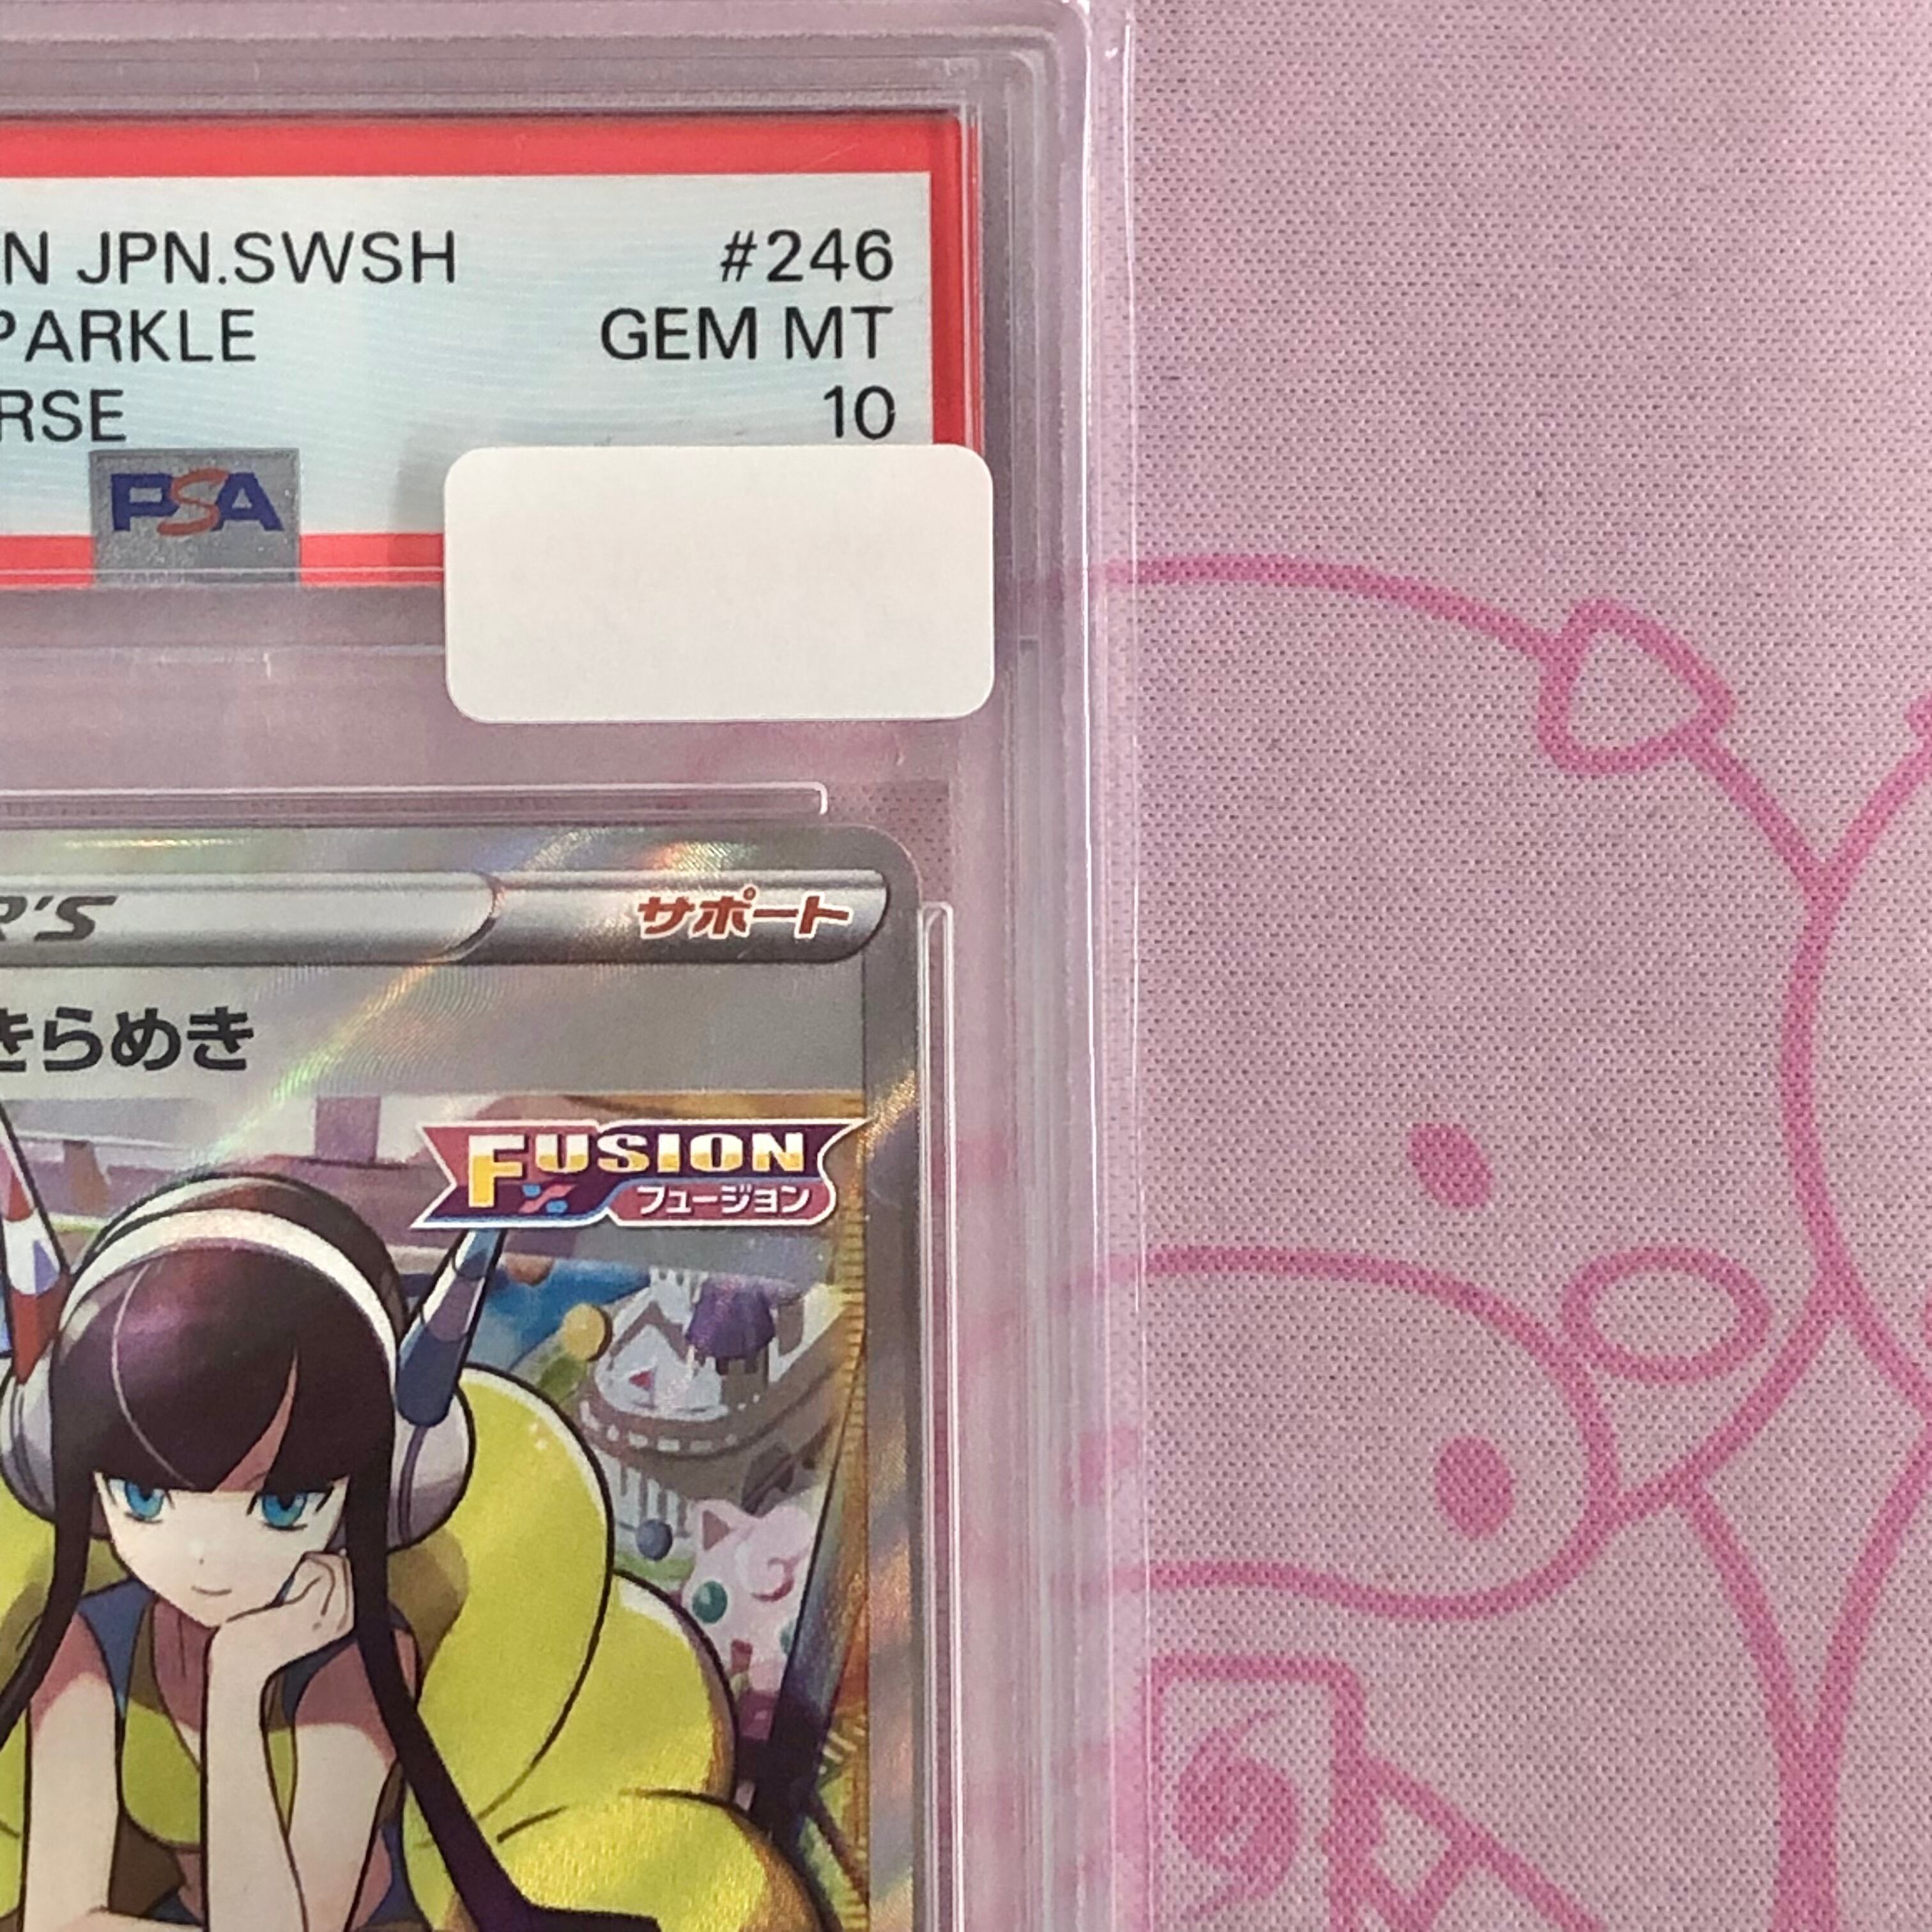 N JPN.SWSH #246
PARKLE GEM MT
RSE 10
PSA
R'S サポート
きらめき
FUSION
フュージョン